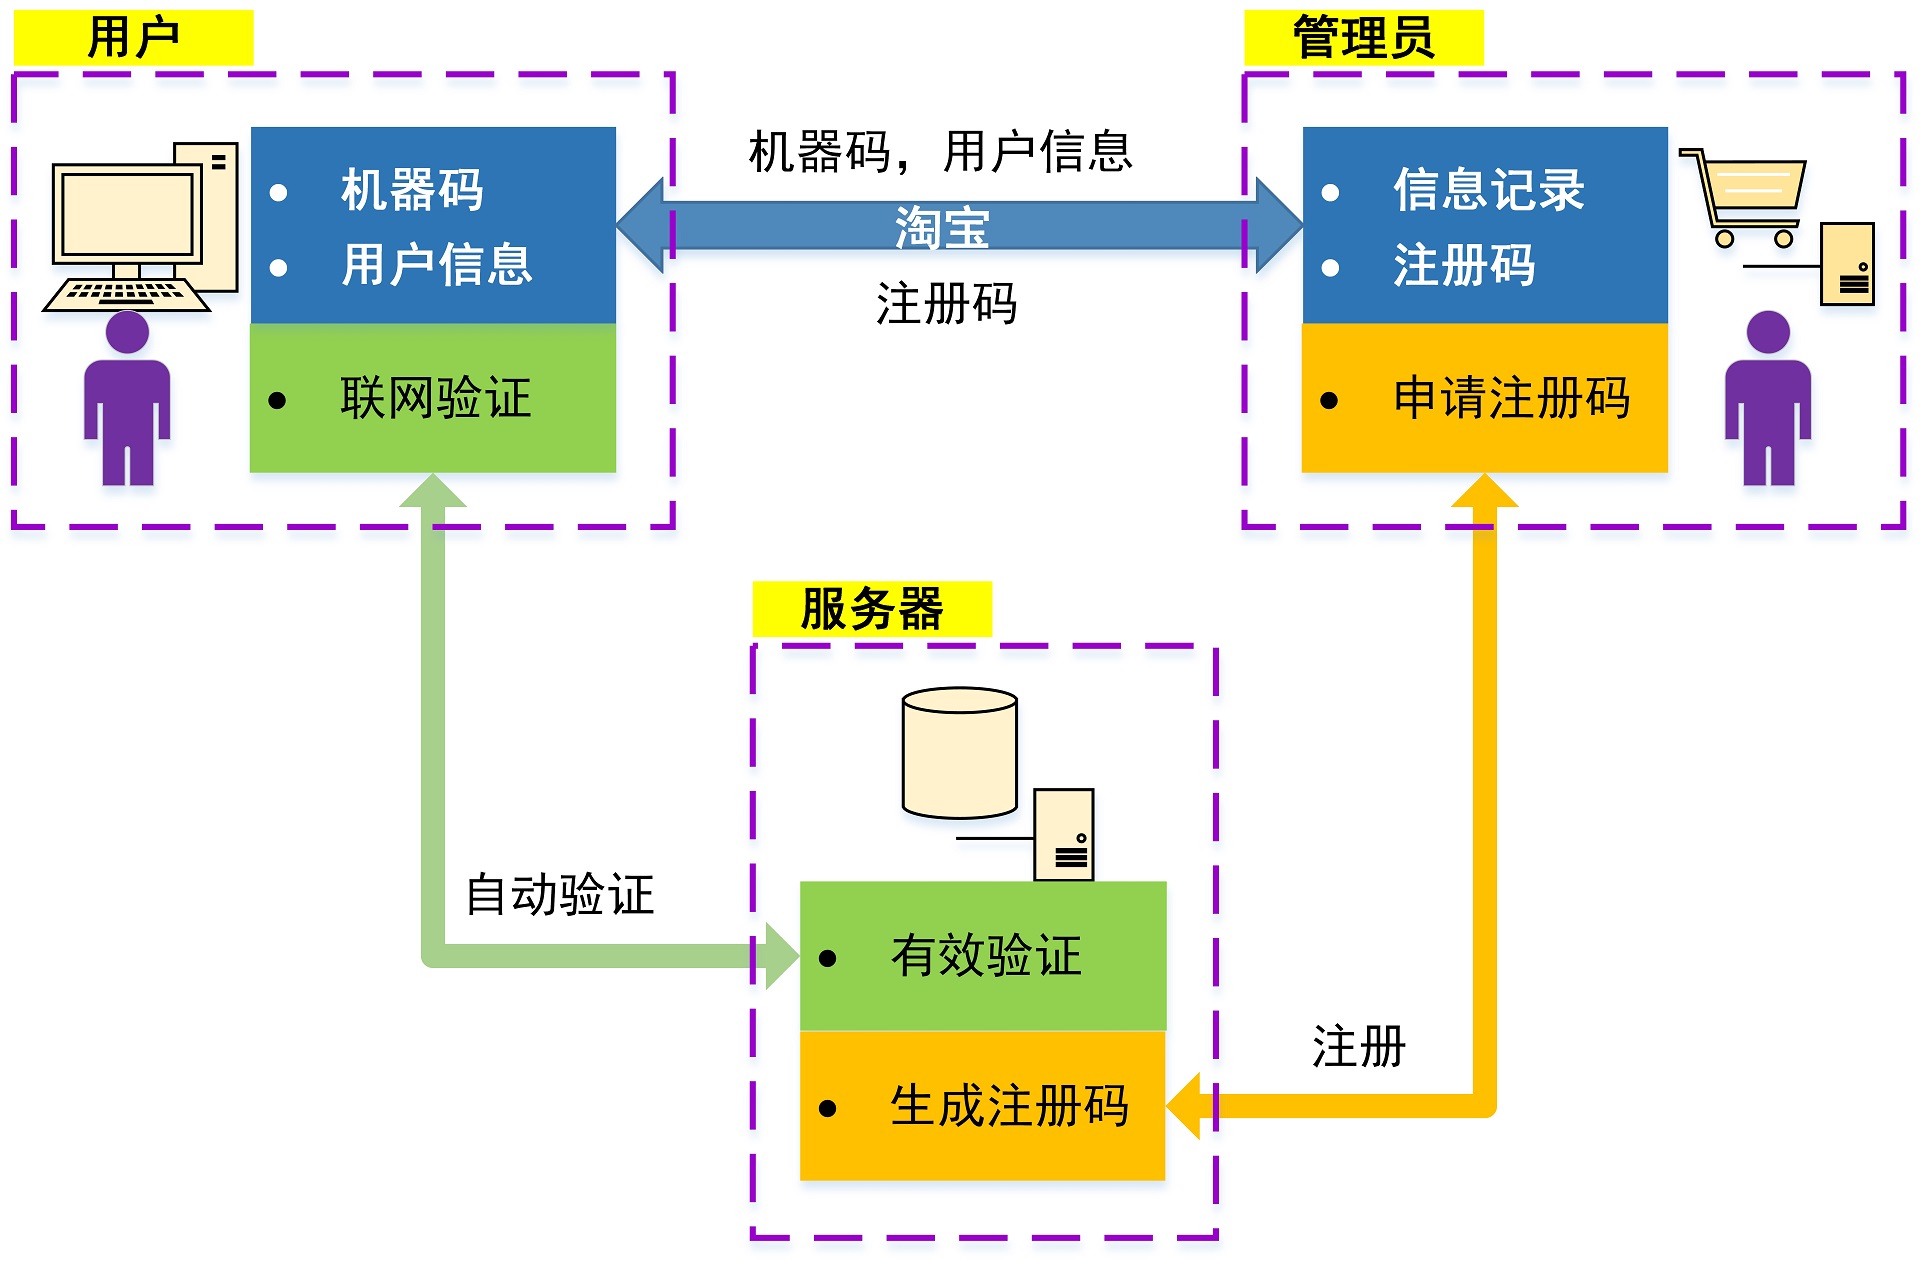 用户
管理员
• 机器码
• 用户信息
• 联网验证
机器码，用户信息
淘宝
注册码
• 信息记录
• 注册码
• 申请注册码
服务器
自动验证
• 有效验证
• 生成注册码
注册